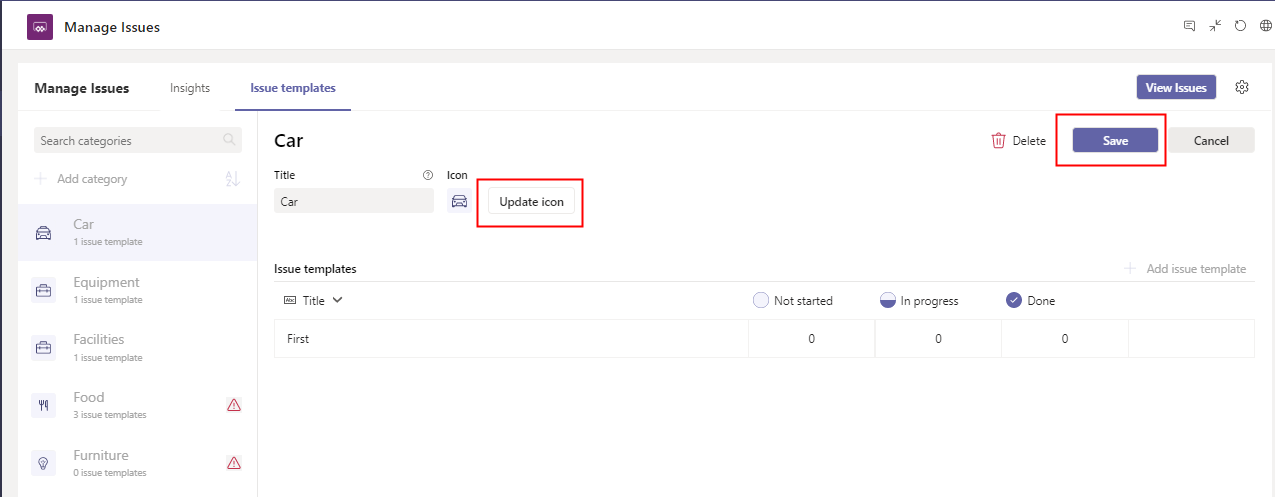 Manage Issues
Manage Issues
Insights
Issue templates
View Issues
Search categories
Add category
A
Z
Car
1 issue template
Equipment
1 issue template
Facilities
1 issue template
Food
3 issue templates
Furniture
0 issue templates
Car
Delete
Save
Cancel
Title
?
Icon
Car
Update icon
Issue templates
Add issue template
Abc
Title
Not started
In progress
Done
First
0
0
0